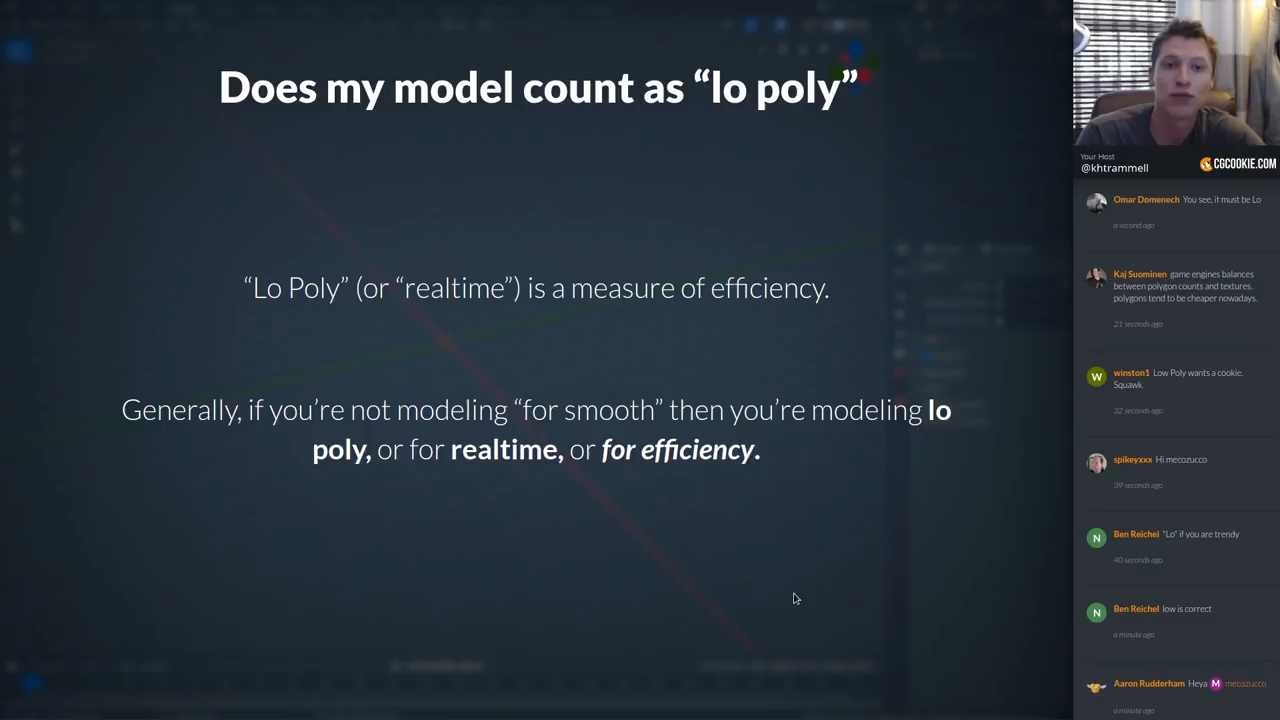 Does my model count as “lo poly”
“Lo Poly” (or “realtime”) is a measure of efficiency.
Generally, if you’re not modeling “for smooth” then you’re modeling lo
poly, or for realtime, or for efficiency.
Your Host
@khtrammell
CGCOOKIE.COM
Omar Domenech You see, it must be Lo
a second ago
Kaj Suominen game engines balances
between polygon counts and textures.
polygons tend to be cheaper nowadays.
21 seconds ago
W
winston1 Low Poly wants a cookie.
Squawk
32 seconds ago
spikeyxxx Hi mecozucco
39 seconds ago
N
Ben Reichel "Lo" if you are trendy
40 seconds ago
N
Ben Reichel low is correct
a minute ago
Aaron Rudderham Heya M mecozucco
a minute ago